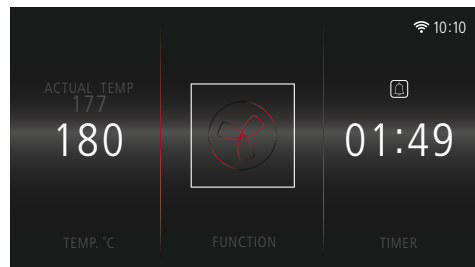 10:10
ACTUAL TEMP
177
180
01:49
TEMP. °C
FUNCTION
TIMER